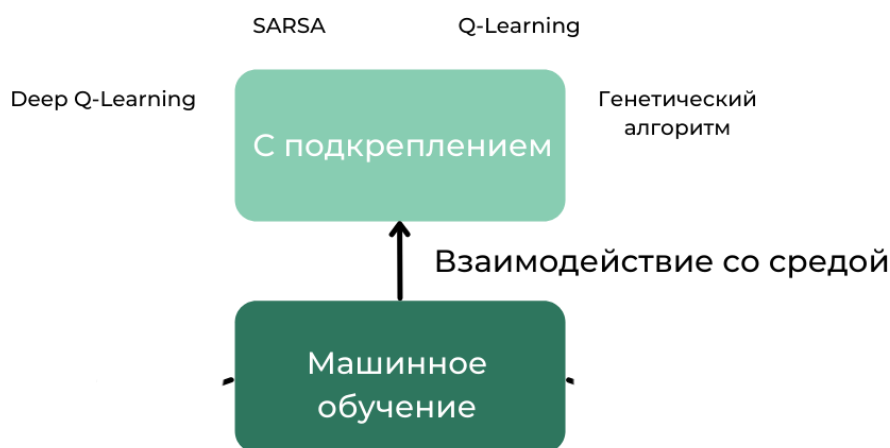 SARSA
Q-Learning
Deep Q-Learning
С подкреплением
Генетический
алгоритм
Взаимодействие со средой
Машинное
обучение